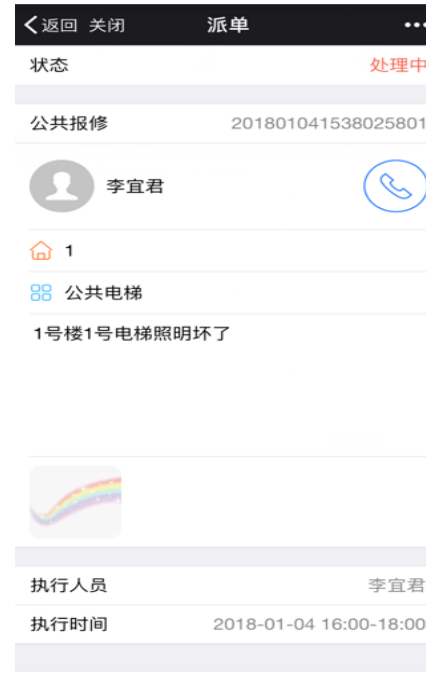 返回 关闭 派单
状态 处理中
公共报修 201801041538025801
李宜君
1
公共电梯
1号楼1号电梯照明坏了
执行人员 李宜君
执行时间 2018-01-04 16:00-18:00